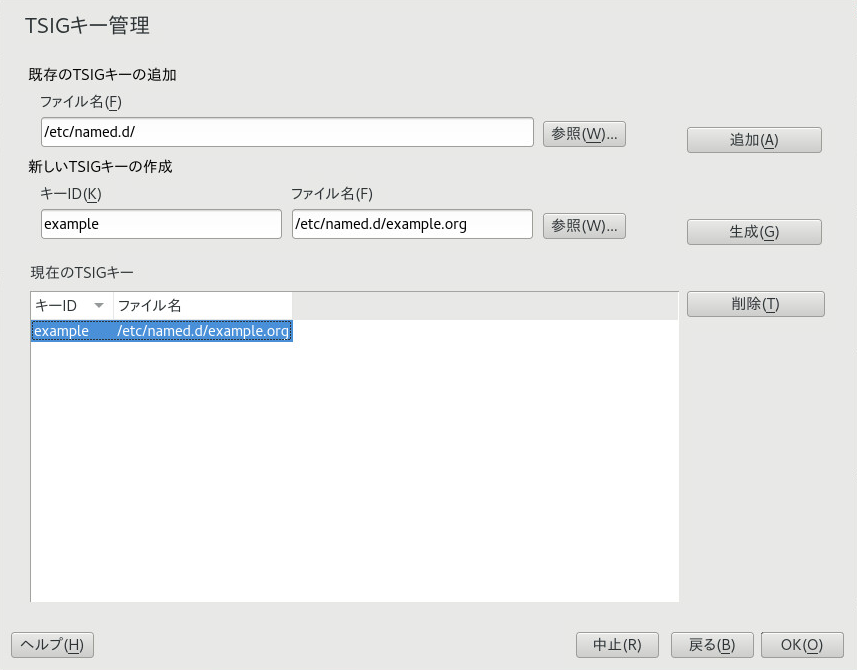 TSIGキー管理
既存のTSIGキーの追加
ファイル名(F)
/etc/named.d/
参照(W)...
追加(A)
新しいTSIGキーの作成
キーID(K)
ファイル名(F)
example
/etc/named.d/example.org
参照(W)...
生成(G)
現在のTSIGキー
キーID
ファイル名
削除(T)
example
/etc/named.d/example.org
ヘルプ(H)
中止(R)
戻る(B)
OK(O)